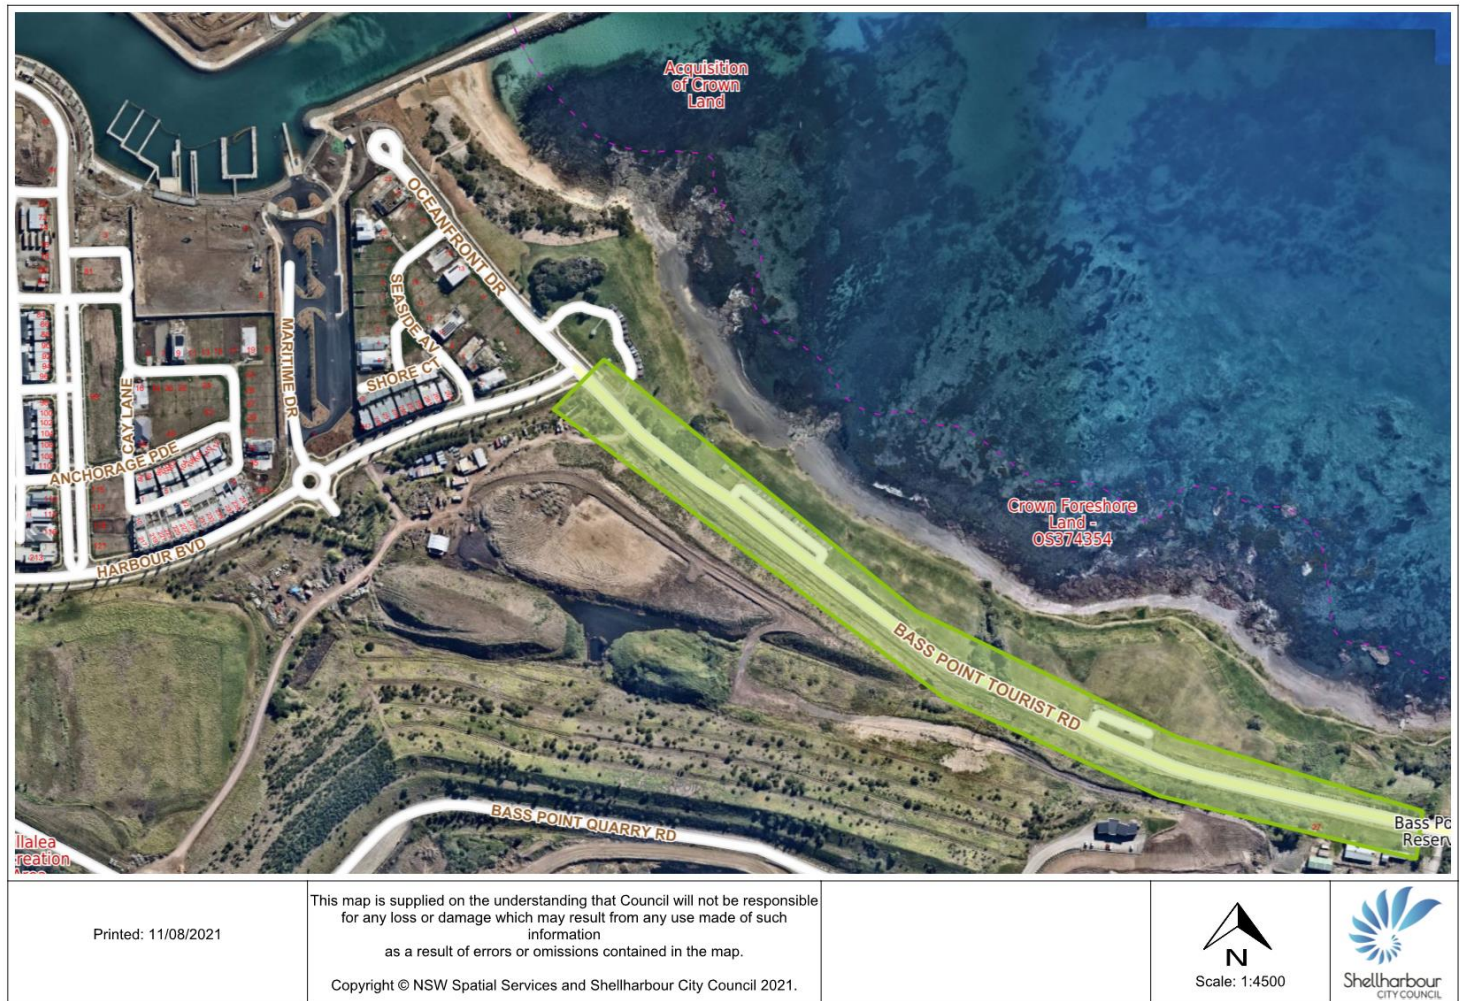 Acquisition
of Crown
Land
OCEANFRONT DR
SEASIDE AV
SHORE CT
MARITIME DR
CAY LANE
ANCHORAGE PDE
HARBOUR BVD
Crown Foreshore
Land -
OS374354
BASS POINT TOURIST RD
BASS POINT QUARRY RD
llalea
reation
Area
37
Bass Po
Reserv
Printed: 11/08/2021
This map is supplied on the understanding that Council will not be responsible
for any loss or damage which may result from any use made of such
information
as a result of errors or omissions contained in the map.
Copyright © NSW Spatial Services and Shellharbour City Council 2021.
N
Scale: 1:4500
Shellharbour
CITY COUNCIL